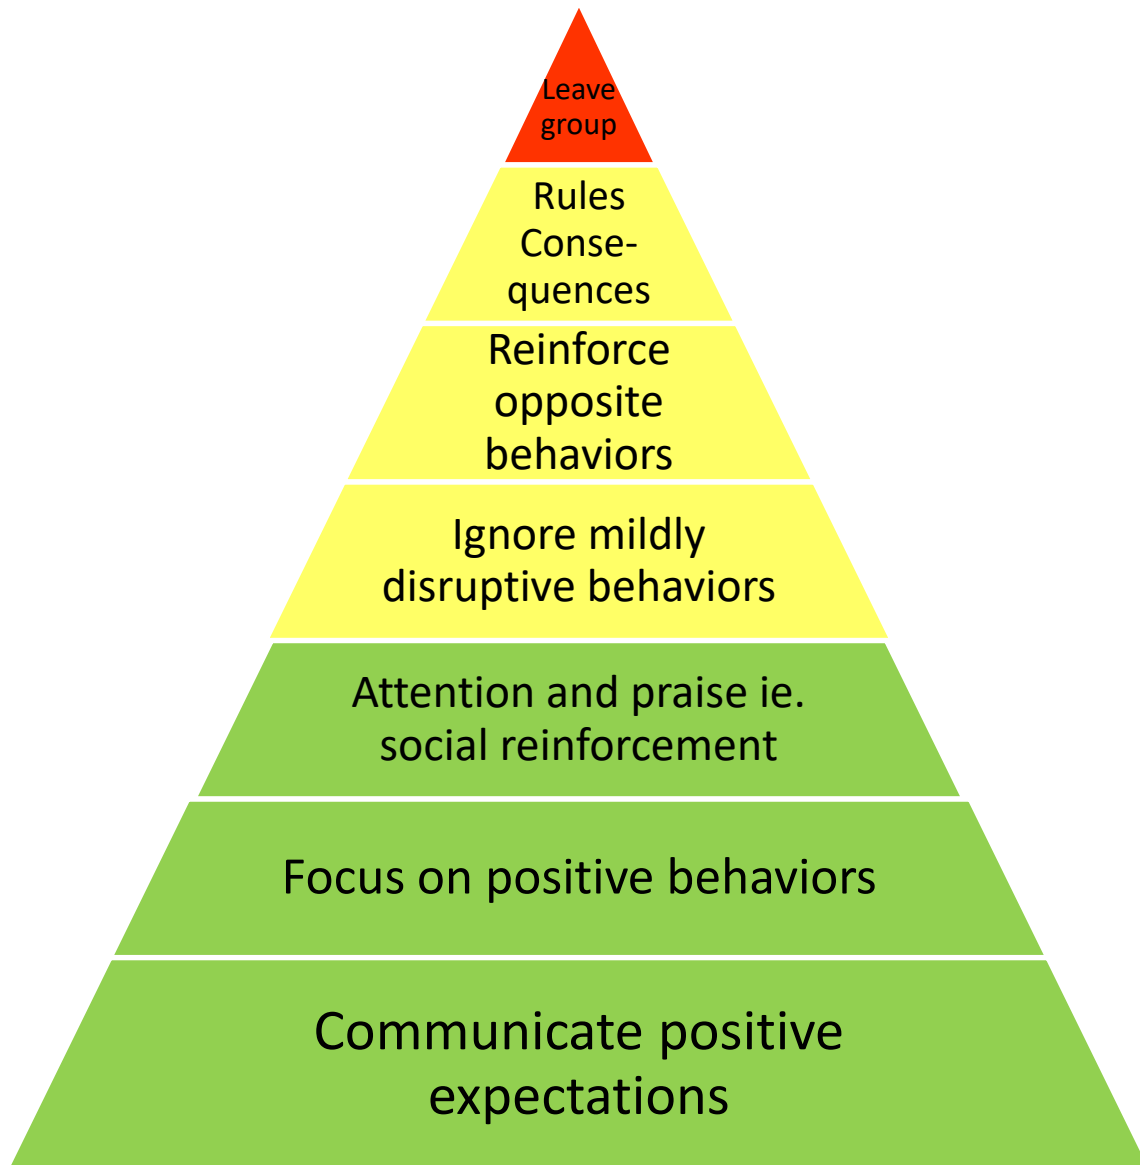 Leave
group
Rules
Conse-
quences
Reinforce
opposite
behaviors
Ignore mildly
disruptive behaviors
Attention and praise ie.
social reinforcement
Focus on positive behaviors
Communicate positive
expectations